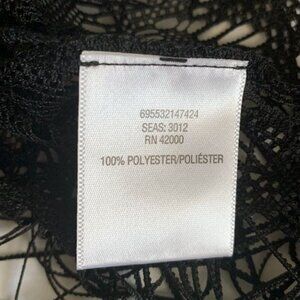 695532147424
SEAS: 3012
RN 42000
100% POLYESTER/POLIÉSTER